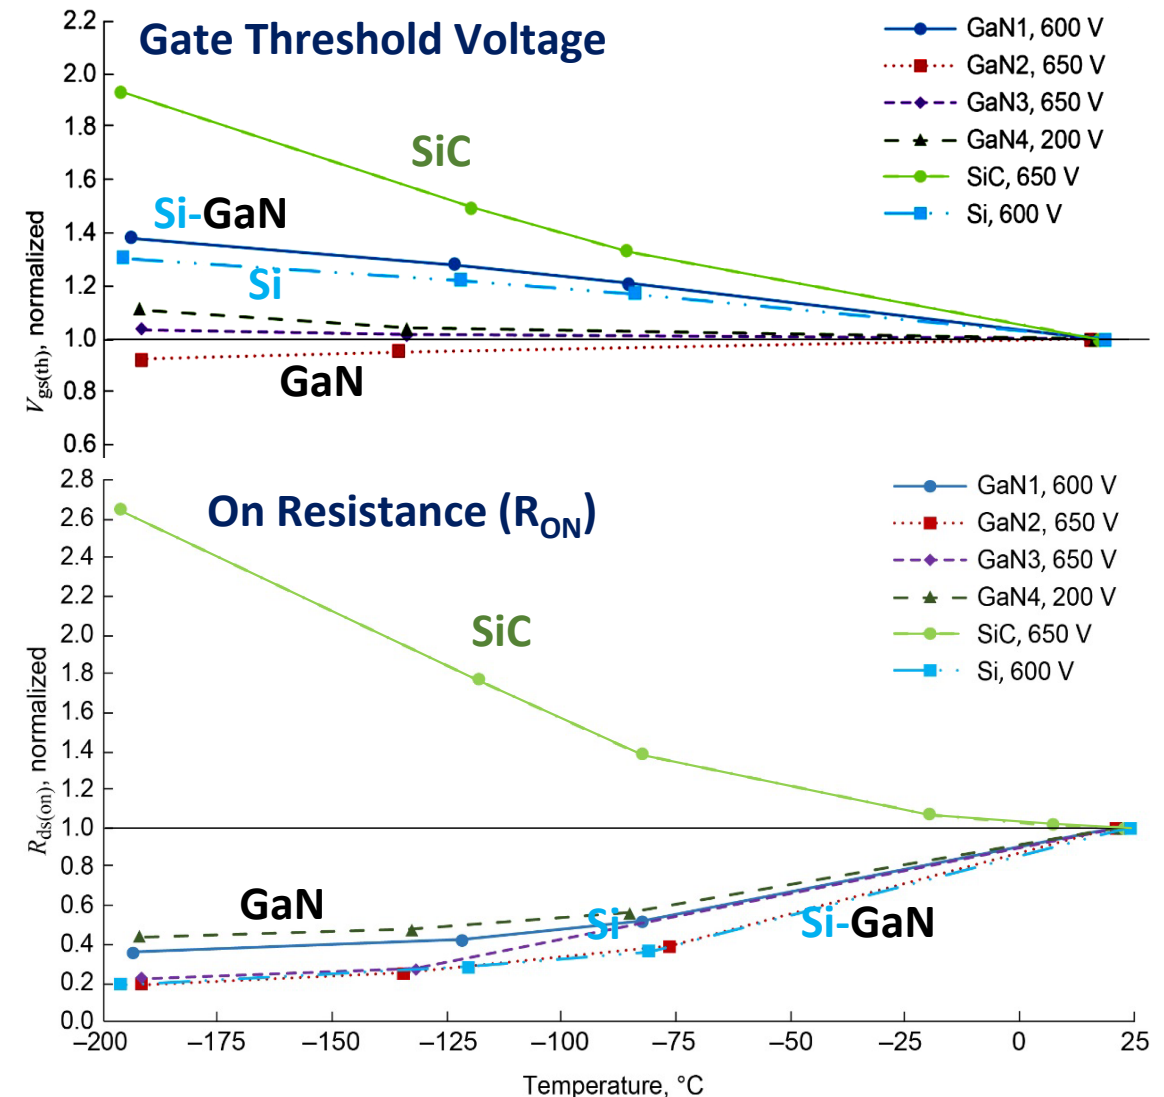 Gate Threshold Voltage
GaN1, 600 V
GaN2, 650 V
GaN3, 650 V
GaN4, 200 V
SiC, 650 V
Si, 600 V
SiC
Si-GaN
Si
GaN
Vgs(th), normalized
2.2
2.0
1.8
1.6
1.4
1.2
1.0
0.8
0.6
On Resistance (RON)
GaN1, 600 V
GaN2, 650 V
GaN3, 650 V
GaN4, 200 V
SiC, 650 V
Si, 600 V
SiC
GaN
Si
Si-GaN
Rds(on), normalized
2.8
2.6
2.4
2.2
2.0
1.8
1.6
1.4
1.2
1.0
0.8
0.6
0.4
0.2
0.0
–200 –175 –150 –125 –100 –75 –50 –25 0 25
Temperature, °C